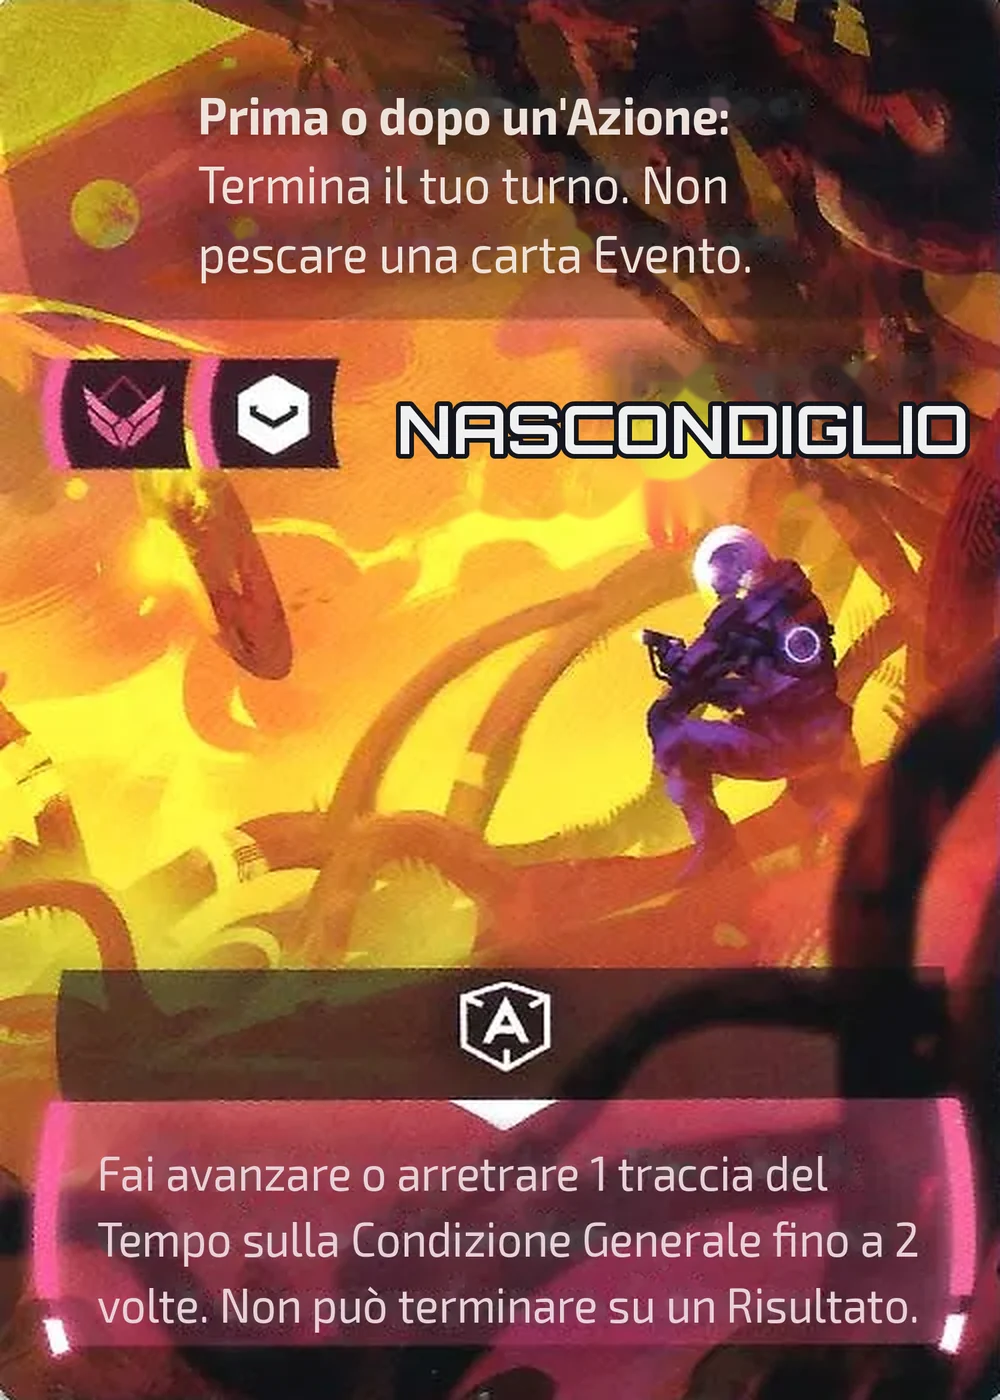 Prima o dopo un'Azione:
Termina il tuo turno. Non
pescare una carta Evento.
NASCONDIGLIO
A
Fai avanzare o arretrare 1 traccia del
Tempo sulla Condizione Generale fino a 2
volte. Non può terminare su un Risultato.